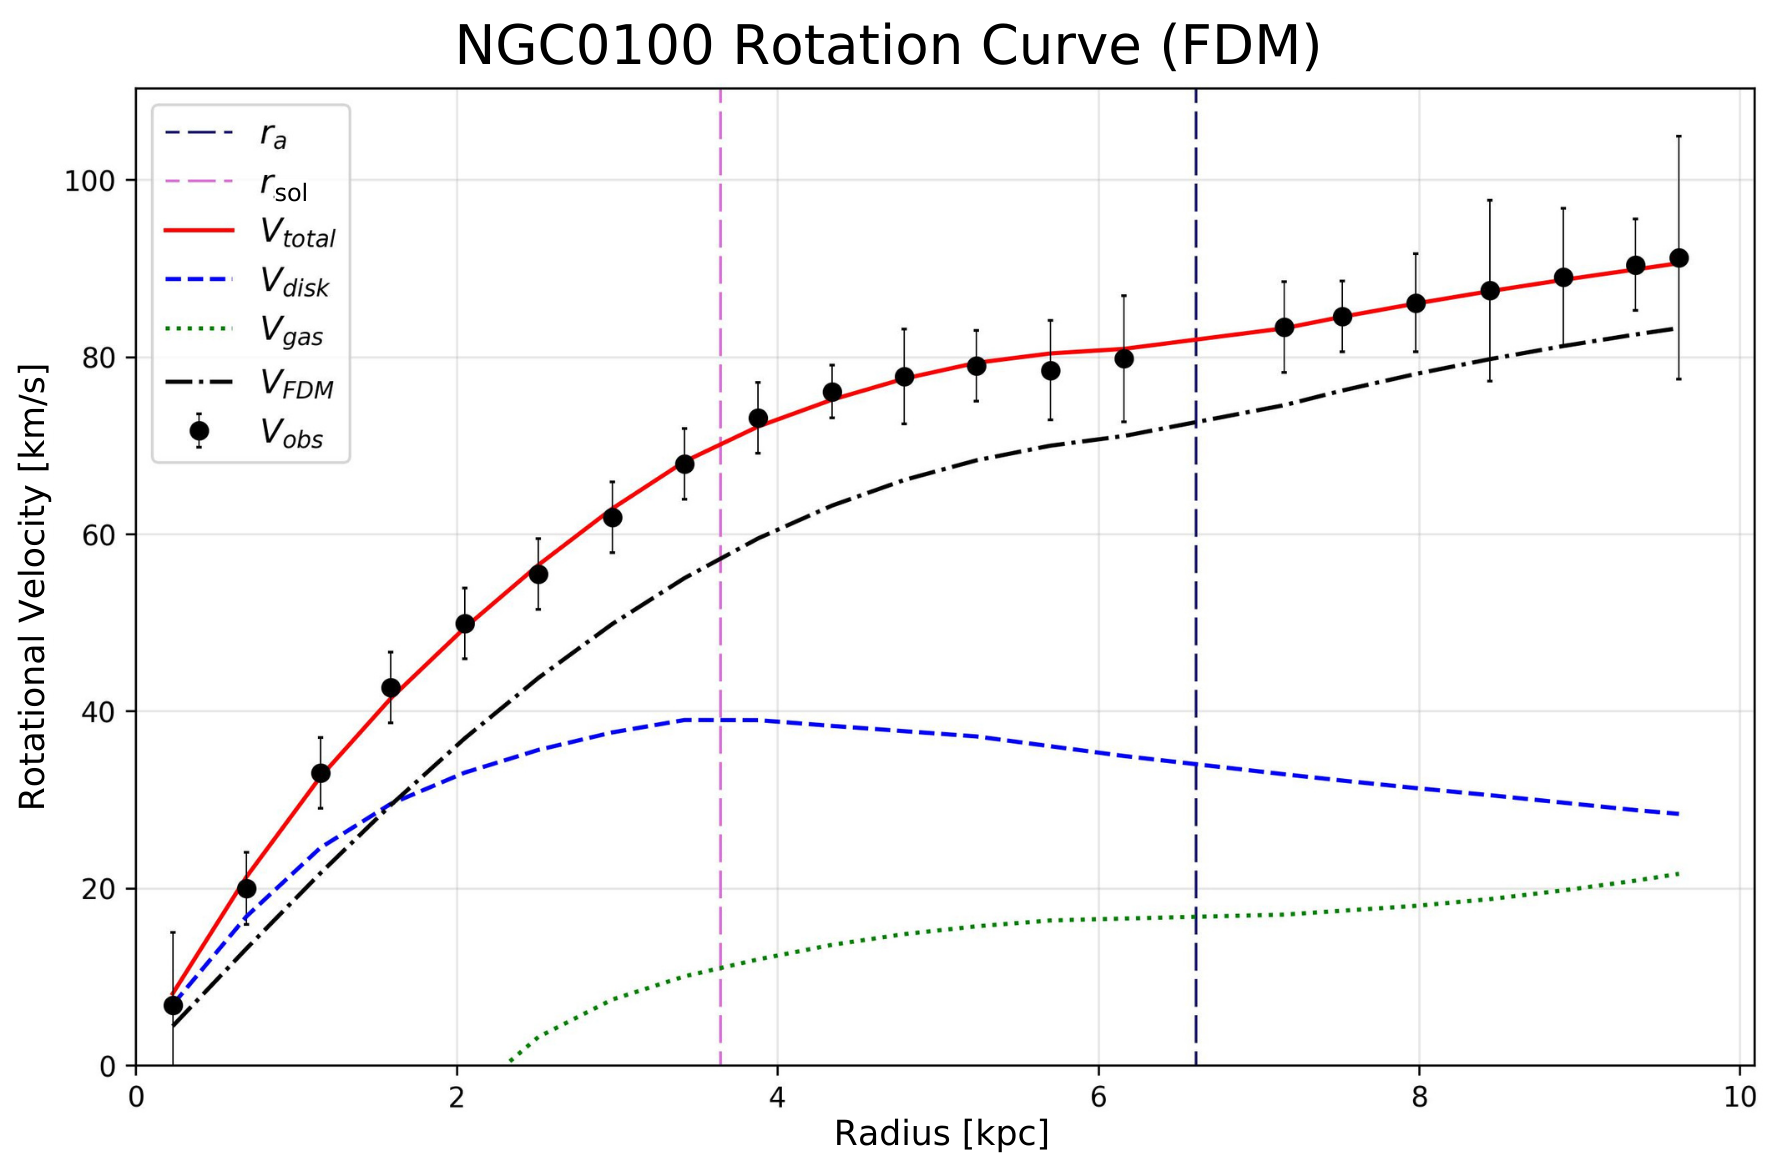 NGC0100 Rotation Curve (FDM)
r_a
r_sol
V_total
V_disk
V_gas
V_FDM
V_obs
Rotational Velocity [km/s]
100
80
60
40
20
0
0 2 4 6 8 10
Radius [kpc]